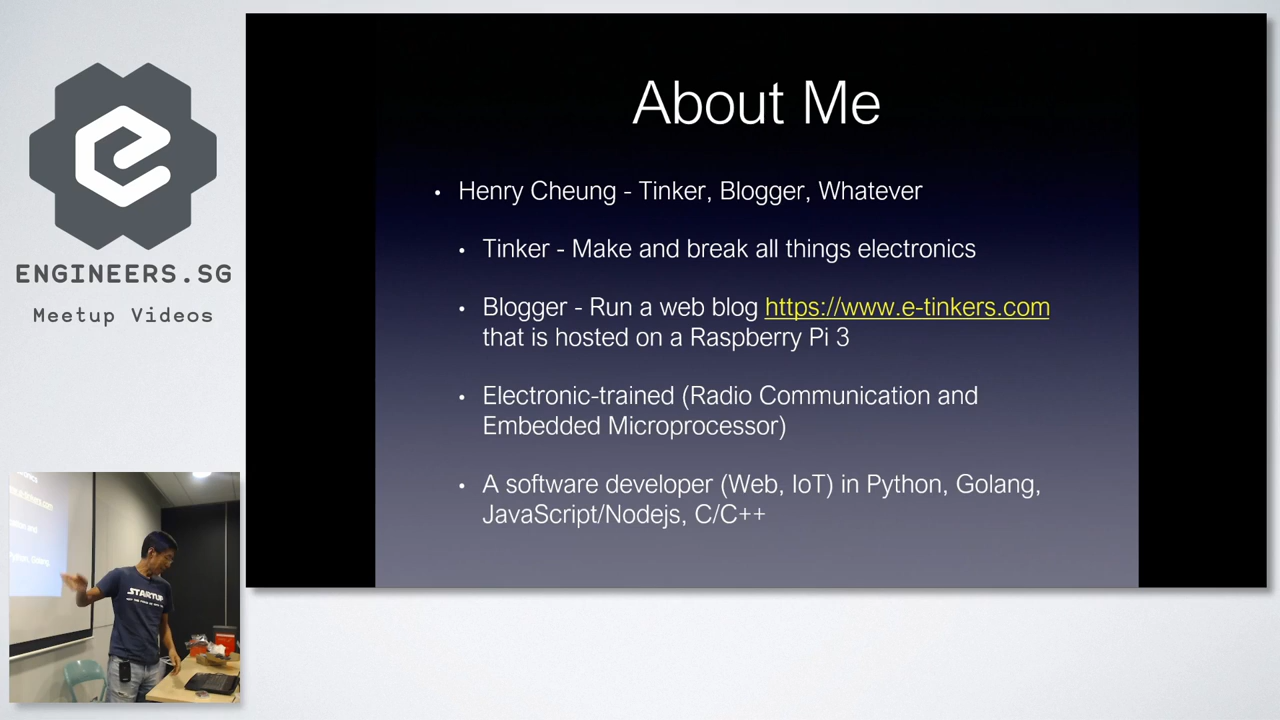 ENGINEERS.SG
Meetup Videos
About Me
• Henry Cheung - Tinker, Blogger, Whatever
• Tinker - Make and break all things electronics
• Blogger - Run a web blog https://www.e-tinkers.com
that is hosted on a Raspberry Pi 3
• Electronic-trained (Radio Communication and
Embedded Microprocessor)
• A software developer (Web, IoT) in Python, Golang,
JavaScript/Nodejs, C/C++
STARTUP